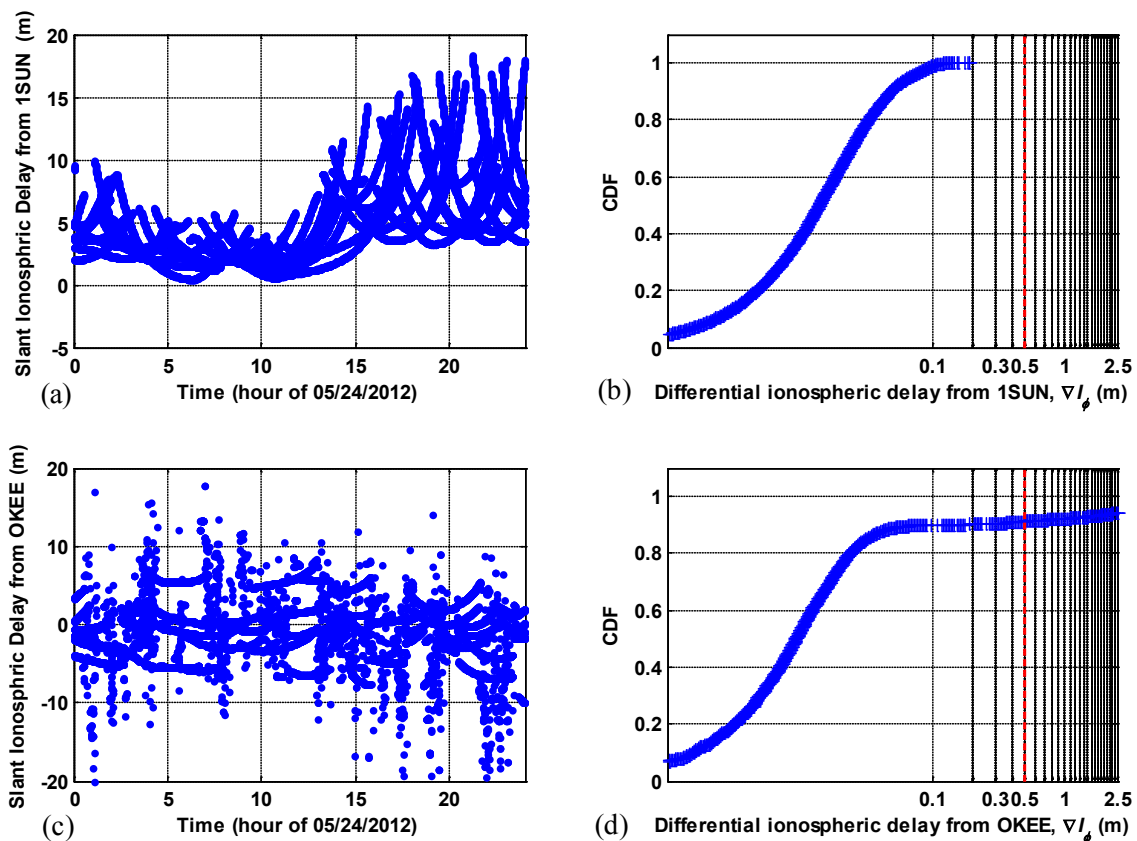 Slant Ionosphric Delay from 1SUN (m)
20
15
10
5
0
-5
0 5 10 15 20
(a)
Time (hour of 05/24/2012)
CDF
1
0.8
0.6
0.4
0.2
0
0.1 0.3 0.5 1 2.5
(b)
Differential ionospheric delay from 1SUN, ∇Iϕ (m)
Slant Ionosphric Delay from OKEE (m)
20
10
0
-10
-20
0 5 10 15 20
(c)
Time (hour of 05/24/2012)
CDF
1
0.8
0.6
0.4
0.2
0
0.1 0.3 0.5 1 2.5
(d)
Differential ionospheric delay from OKEE, ∇Iϕ (m)